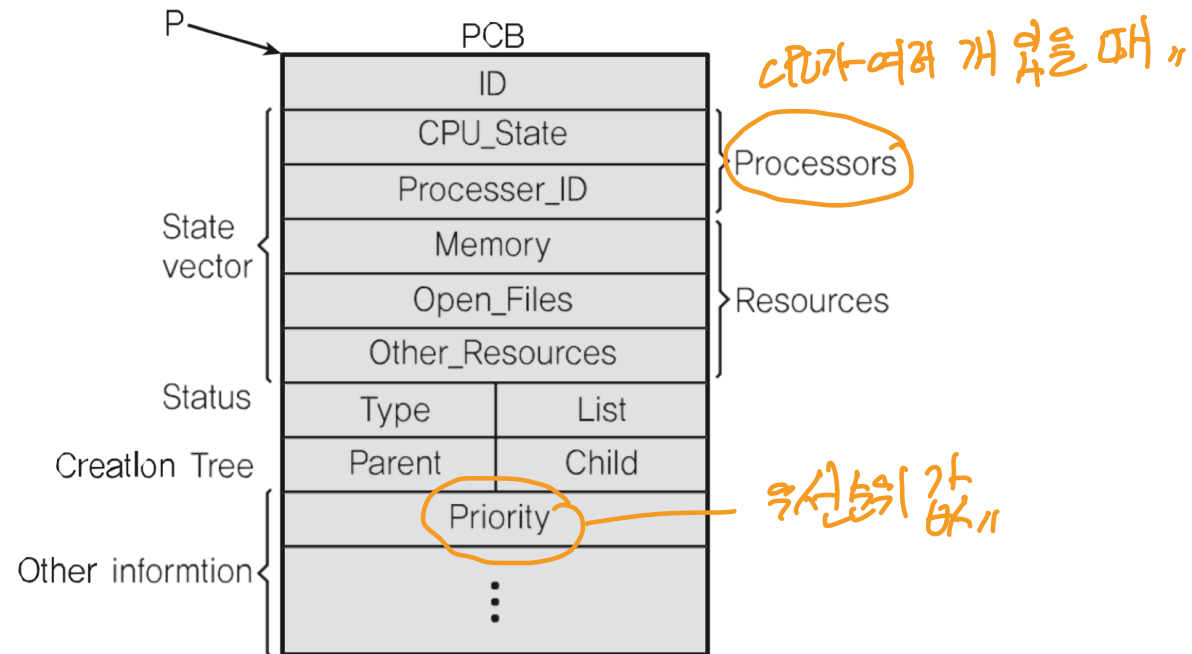 P
PCB
CPU가 여러 개 있을 때 〃
ID
CPU_State
Processors
Processer_ID
State
vector
Memory
Open_Files
Resources
Other_Resources
Status
Type
List
Creation Tree
Parent
Child
Priority
우선순위 값 〃
Other informtion